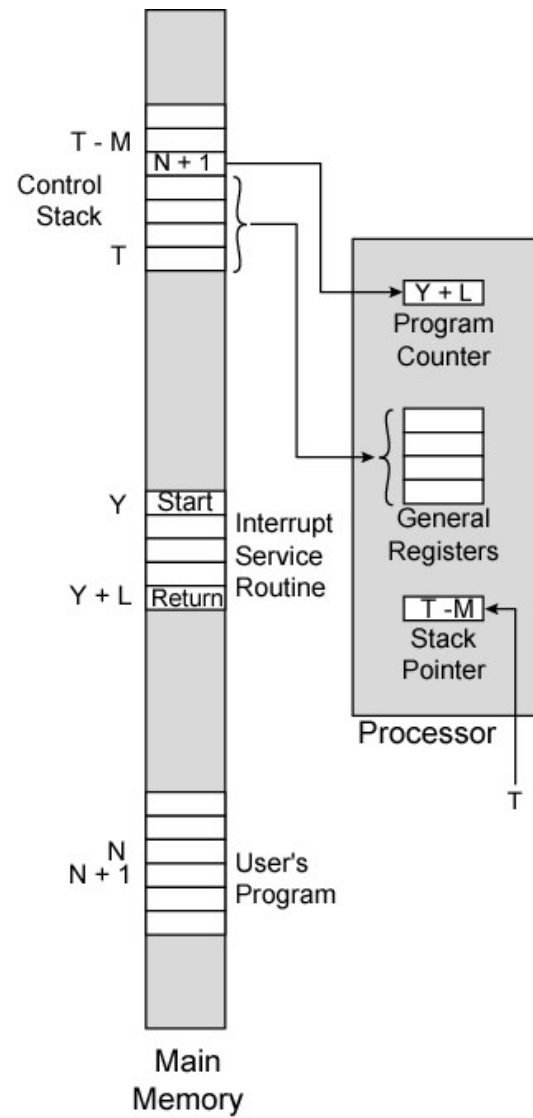 T - M
N + 1
Control
Stack
T
Y + L
Program
Counter
Y
Start
Interrupt
Service
Routine
General
Registers
Y + L
Return
T -M
Stack
Pointer
Processor
T
N
N + 1
User's
Program
Main
Memory